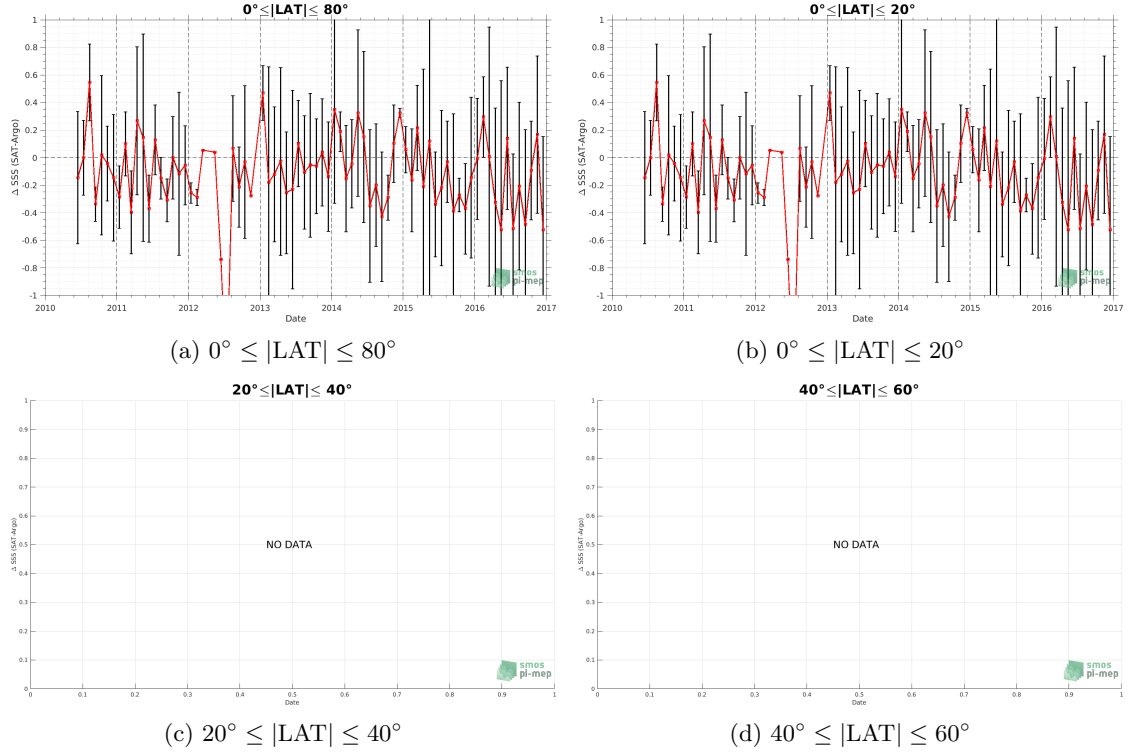 0°≤|LAT|≤ 80°
1
0.8
0.6
0.4
0.2
0
-0.2
-0.4
-0.6
-0.8
-1
Δ SSS (SAT-Argo)
2010 2011 2012 2013 2014 2015 2016 2017
Date
smos
pi-mep
(a) 0° ≤ |LAT| ≤ 80°
0°≤|LAT|≤ 20°
1
0.8
0.6
0.4
0.2
0
-0.2
-0.4
-0.6
-0.8
-1
Δ SSS (SAT-Argo)
2010 2011 2012 2013 2014 2015 2016 2017
Date
smos
pi-mep
(b) 0° ≤ |LAT| ≤ 20°
20°≤|LAT|≤ 40°
1
0.9
0.8
0.7
0.6
0.5
0.4
0.3
0.2
0.1
0
Δ SSS (SAT-Argo)
NO DATA
0 0.1 0.2 0.3 0.4 0.5 0.6 0.7 0.8 0.9 1
Date
smos
pi-mep
(c) 20° ≤ |LAT| ≤ 40°
40°≤|LAT|≤ 60°
1
0.9
0.8
0.7
0.6
0.5
0.4
0.3
0.2
0.1
0
Δ SSS (SAT-Argo)
NO DATA
0 0.1 0.2 0.3 0.4 0.5 0.6 0.7 0.8 0.9 1
Date
smos
pi-mep
(d) 40° ≤ |LAT| ≤ 60°